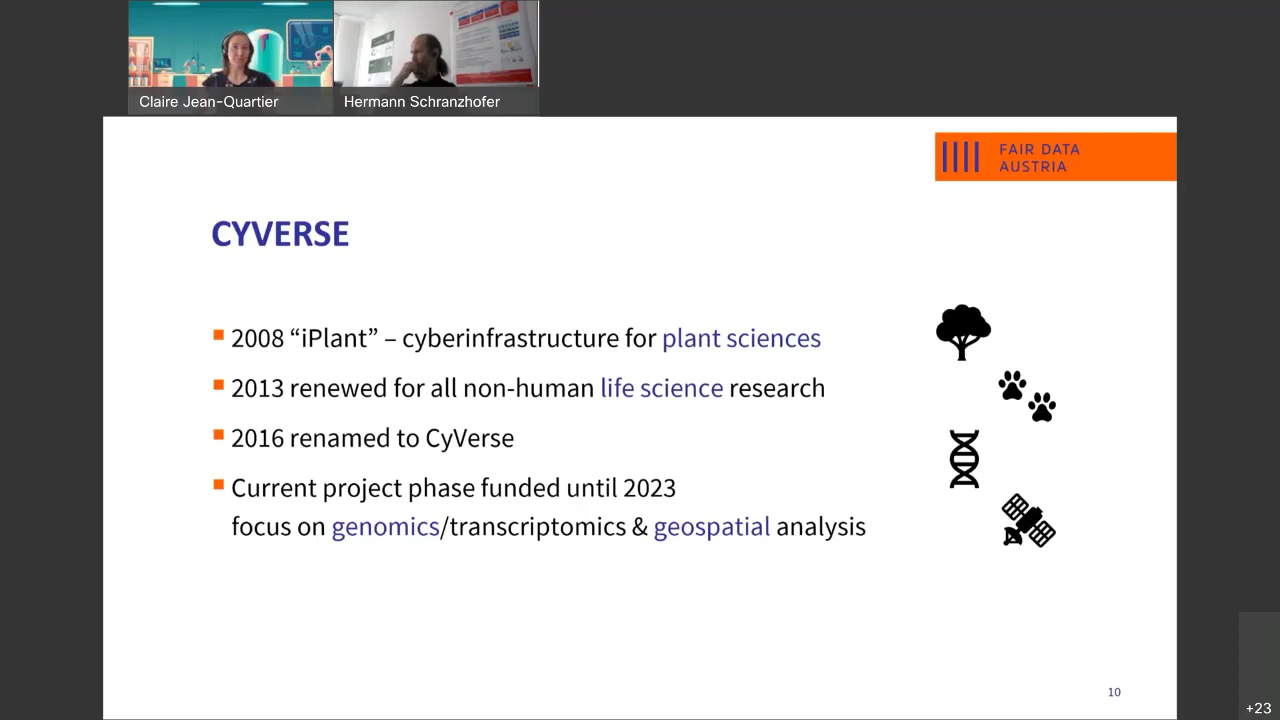 Claire Jean-Quartier
Hermann Schranzhofer
FAIR DATA
AUSTRIA
CYVERSE
2008 “iPlant” – cyberinfrastructure for plant sciences
2013 renewed for all non-human life science research
2016 renamed to CyVerse
Current project phase funded until 2023
focus on genomics/transcriptomics & geospatial analysis
10
+23